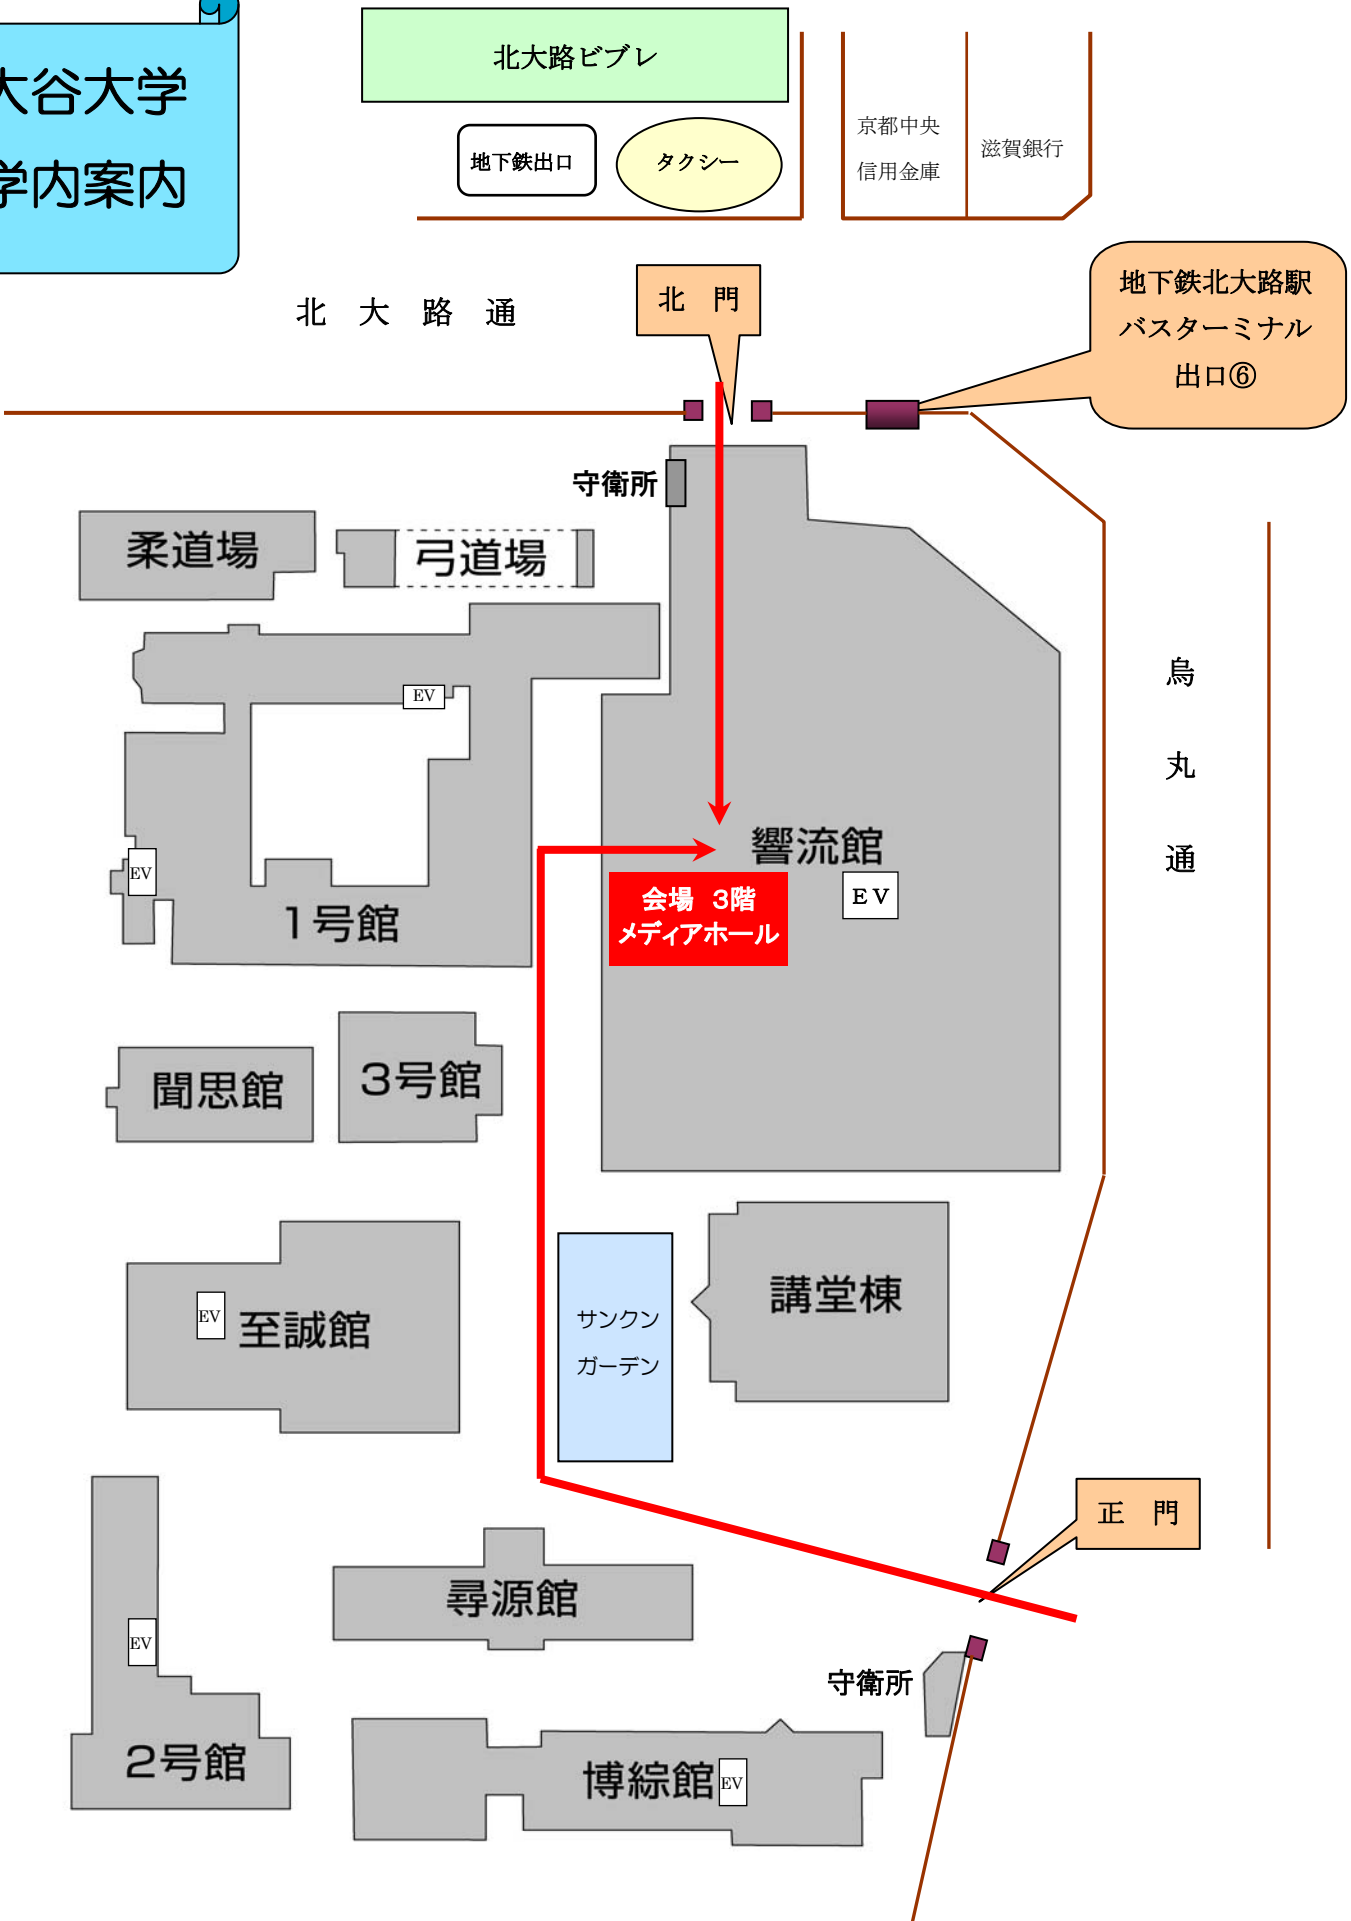 大谷大学
学内案内
北大路ビブレ
地下鉄出口
タクシー
京都中央
信用金庫
滋賀銀行
北 大 路 通
北 門
地下鉄北大路駅
バスターミナル
出口⑥
守衛所
柔道場
弓道場
EV
烏
丸
通
響流館
EV
会場 3階
メディアホール
EV
1号館
聞思館
3号館
EV
至誠館
サンクン
ガーデン
講堂棟
正 門
尋源館
EV
2号館
守衛所
博綜館
EV